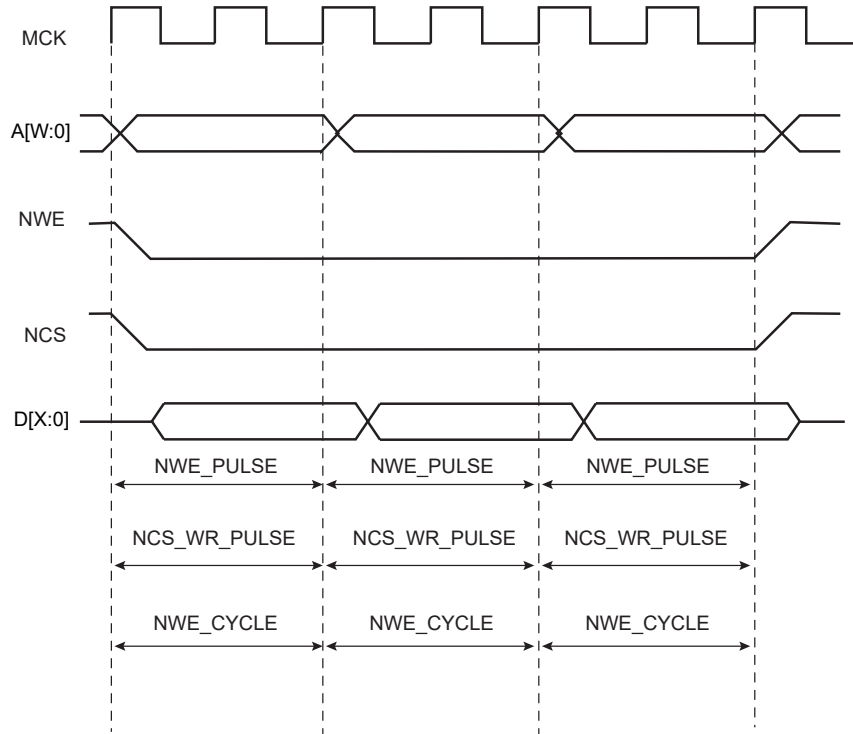 MCK
A[W:0]
NWE
NCS
D[X:0]
NWE_PULSE NWE_PULSE NWE_PULSE
NCS_WR_PULSE NCS_WR_PULSE NCS_WR_PULSE
NWE_CYCLE NWE_CYCLE NWE_CYCLE